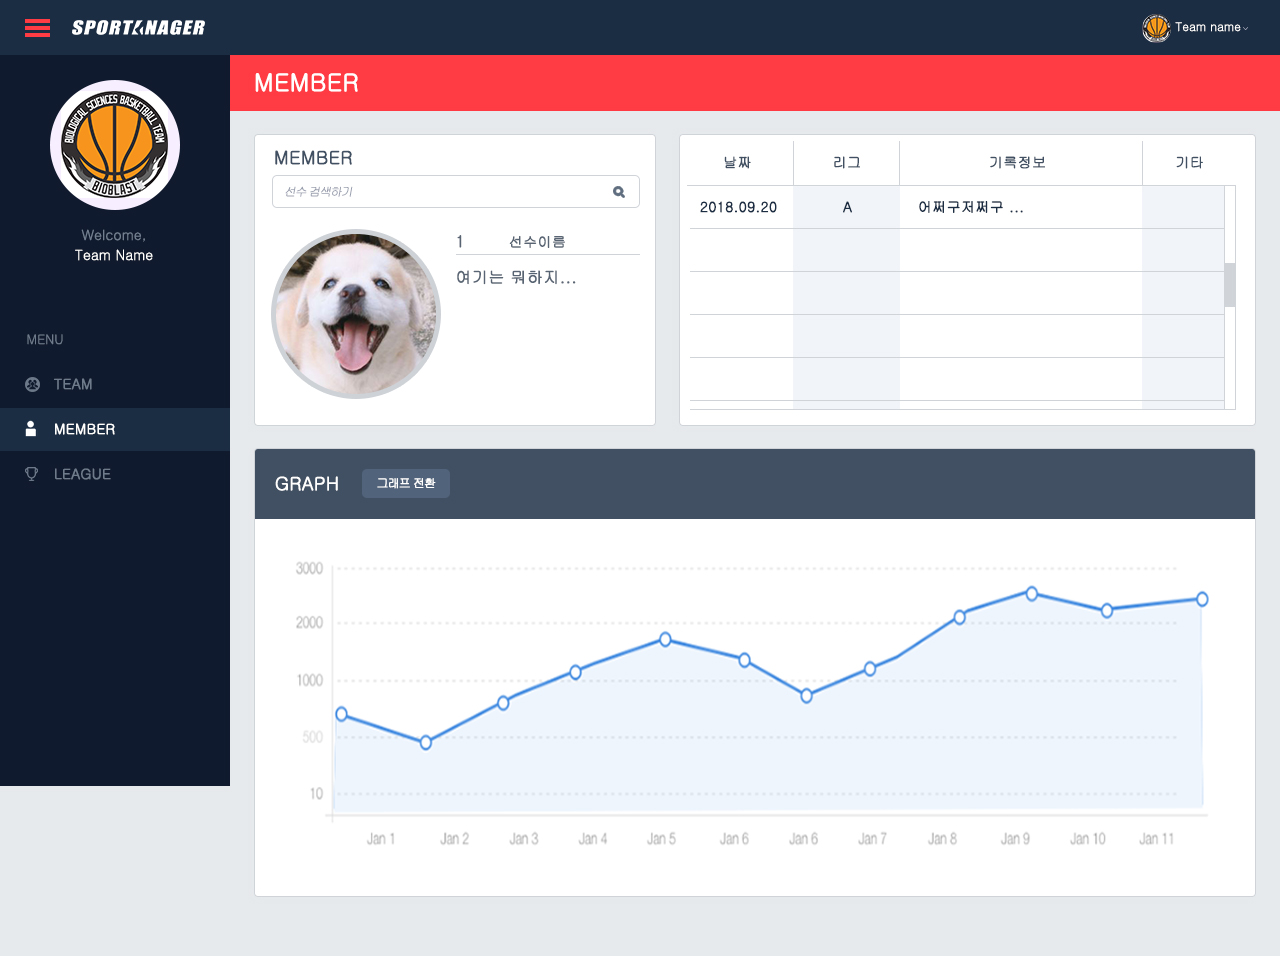 SPORTANAGER
Team name
BIOLOGICAL SCIENCES BASKETBALL TEAM
BIOBLAST
Welcome,
Team Name
MENU
TEAM
MEMBER
LEAGUE
MEMBER
MEMBER
선수 검색하기
1 선수이름
여기는 뭐하지...
날짜 리그 기록정보 기타
2018.09.20 A 어쩌구저쩌구 ...
GRAPH 그래프 전환
3000
2000
1000
500
10
Jan 1 Jan 2 Jan 3 Jan 4 Jan 5 Jan 6 Jan 6 Jan 7 Jan 8 Jan 9 Jan 10 Jan 11